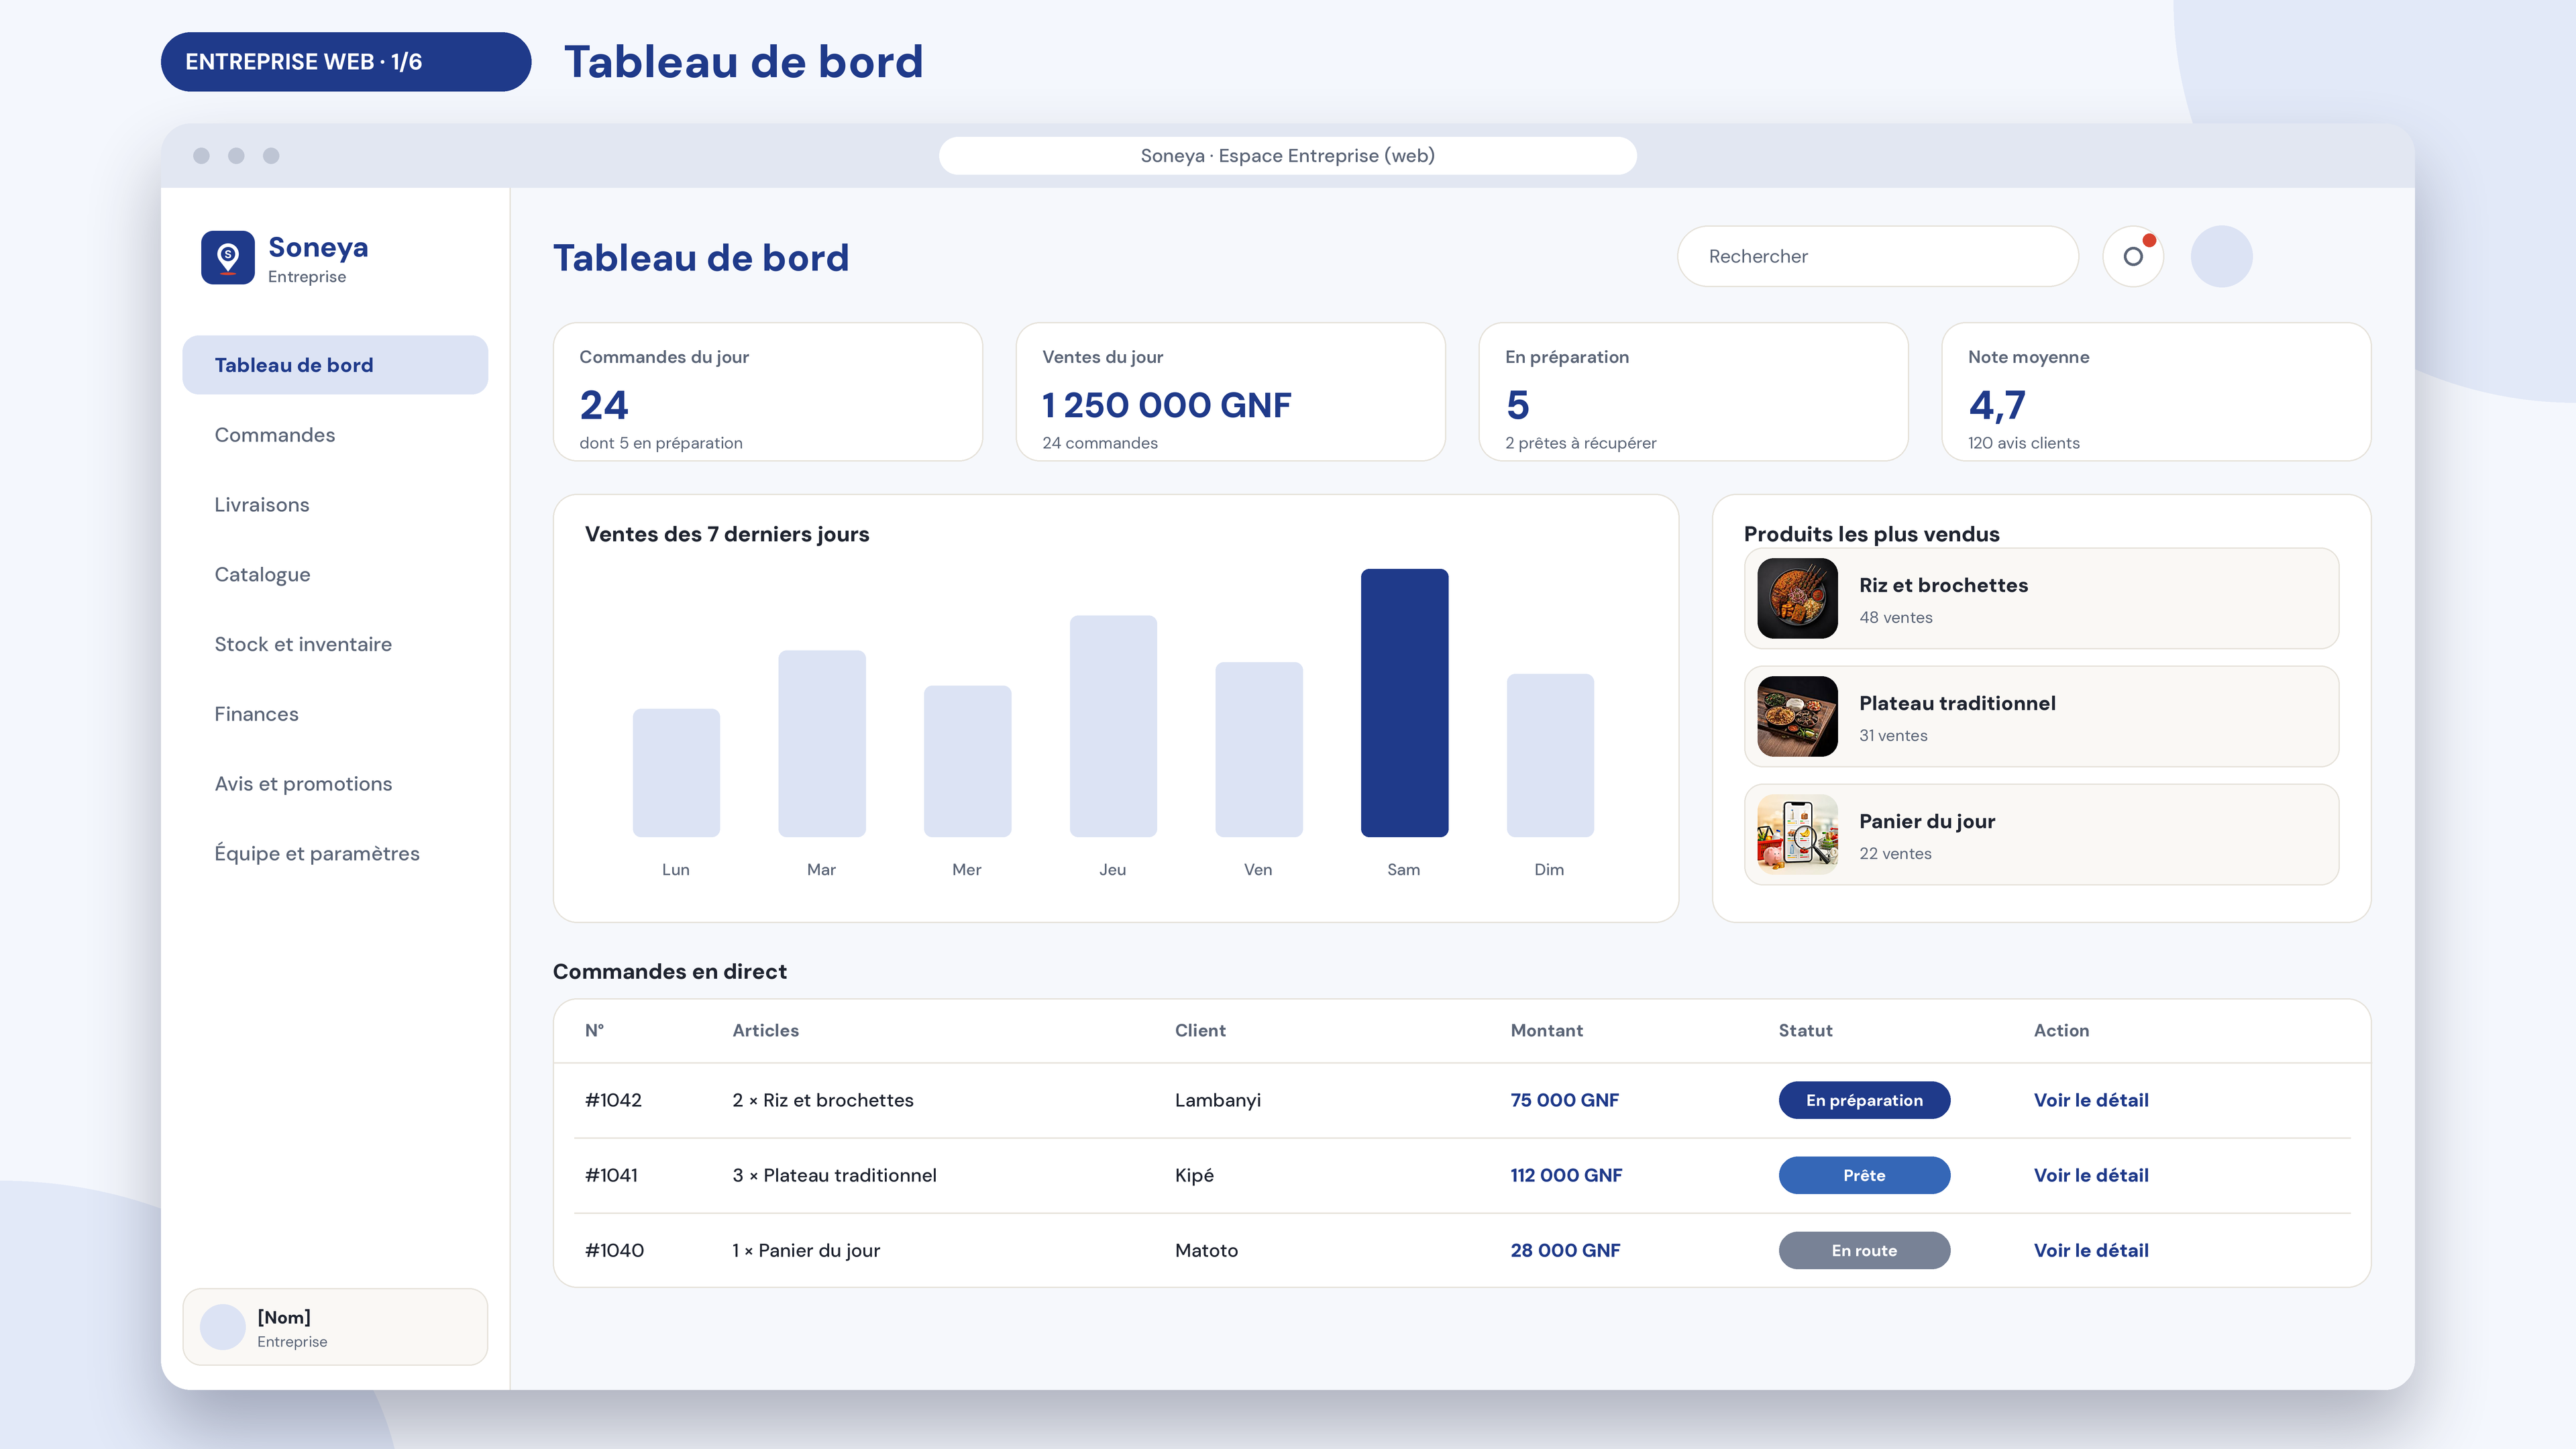 ENTREPRISE WEB · 1/6
Tableau de bord
Soneya · Espace Entreprise (web)
S
Soneya
Entreprise
Tableau de bord
Commandes
Livraisons
Catalogue
Stock et inventaire
Finances
Avis et promotions
Équipe et paramètres
[Nom]
Entreprise
Tableau de bord
Rechercher
Commandes du jour
24
dont 5 en préparation
Ventes du jour
1 250 000 GNF
24 commandes
En préparation
5
2 prêtes à récupérer
Note moyenne
4,7
120 avis clients
Ventes des 7 derniers jours
Lun Mar Mer Jeu Ven Sam Dim
Produits les plus vendus
Riz et brochettes
48 ventes
Plateau traditionnel
31 ventes
Panier du jour
22 ventes
Commandes en direct
N° Articles Client Montant Statut Action
#1042 2 × Riz et brochettes Lambanyi 75 000 GNF En préparation Voir le détail
#1041 3 × Plateau traditionnel Kipé 112 000 GNF Prête Voir le détail
#1040 1 × Panier du jour Matoto 28 000 GNF En route Voir le détail